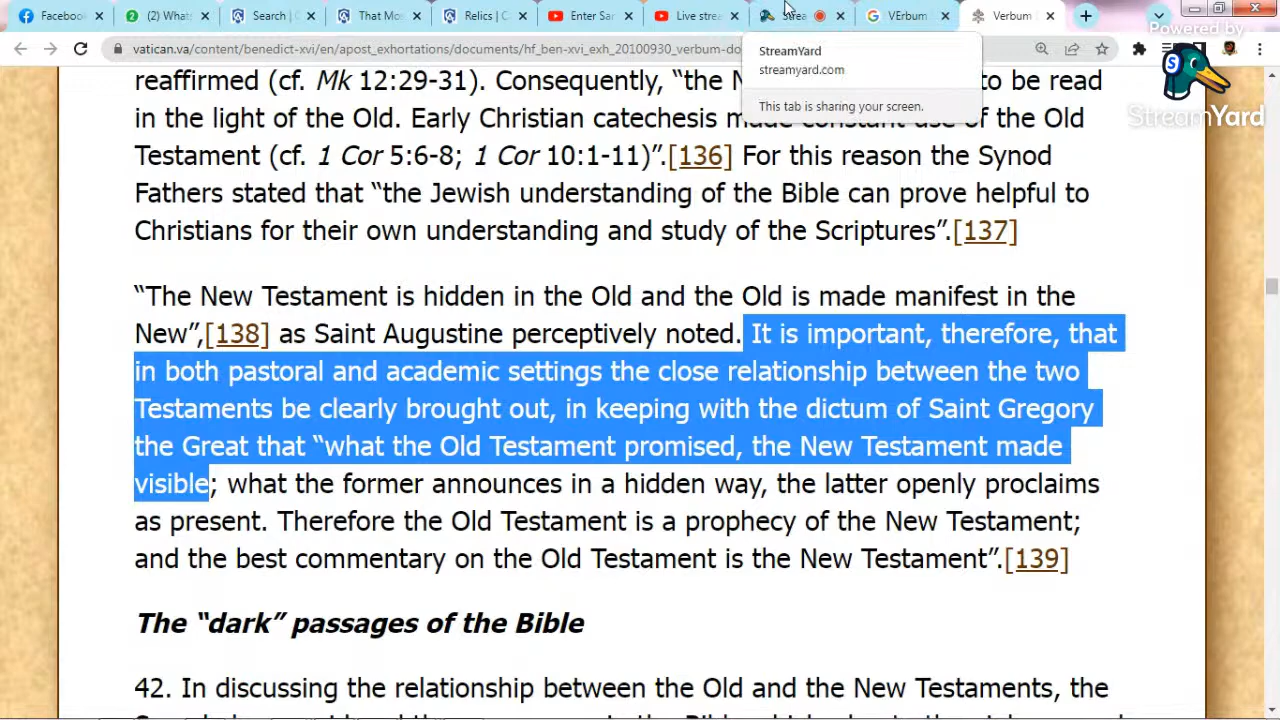 Facebook
(2) Whats
Search | C
That Mos
Relics | C
Enter Sa
Live strea
Strea
VErbum
Verbum
Powered by
StreamYard
vatican.va/content/benedict-xvi/en/apost_exhortations/documents/hf_ben-xvi_exh_20100930_verbum-do
StreamYard
streamyard.com
This tab is sharing your screen.
reaffirmed (cf. Mk 12:29-31). Consequently, “the N to be read
in the light of the Old. Early Christian catechesis made constant use of the Old
Testament (cf. 1 Cor 5:6-8; 1 Cor 10:1-11)”.[136] For this reason the Synod
Fathers stated that “the Jewish understanding of the Bible can prove helpful to
Christians for their own understanding and study of the Scriptures”.[137]
“The New Testament is hidden in the Old and the Old is made manifest in the
New”,[138] as Saint Augustine perceptively noted. It is important, therefore, that
in both pastoral and academic settings the close relationship between the two
Testaments be clearly brought out, in keeping with the dictum of Saint Gregory
the Great that “what the Old Testament promised, the New Testament made
visible; what the former announces in a hidden way, the latter openly proclaims
as present. Therefore the Old Testament is a prophecy of the New Testament;
and the best commentary on the Old Testament is the New Testament”.[139]
The “dark” passages of the Bible
42. In discussing the relationship between the Old and the New Testaments, the